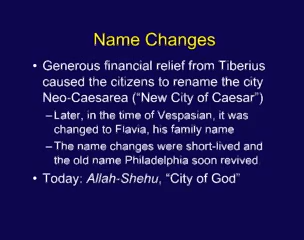 Name Changes
• Generous financial relief from Tiberius
caused the citizens to rename the city
Neo-Caesarea (“New City of Caesar”)
–Later, in the time of Vespasian, it was
changed to Flavia, his family name
–The name changes were short-lived and
the old name Philadelphia soon revived
• Today: Allah-Shehu, “City of God”